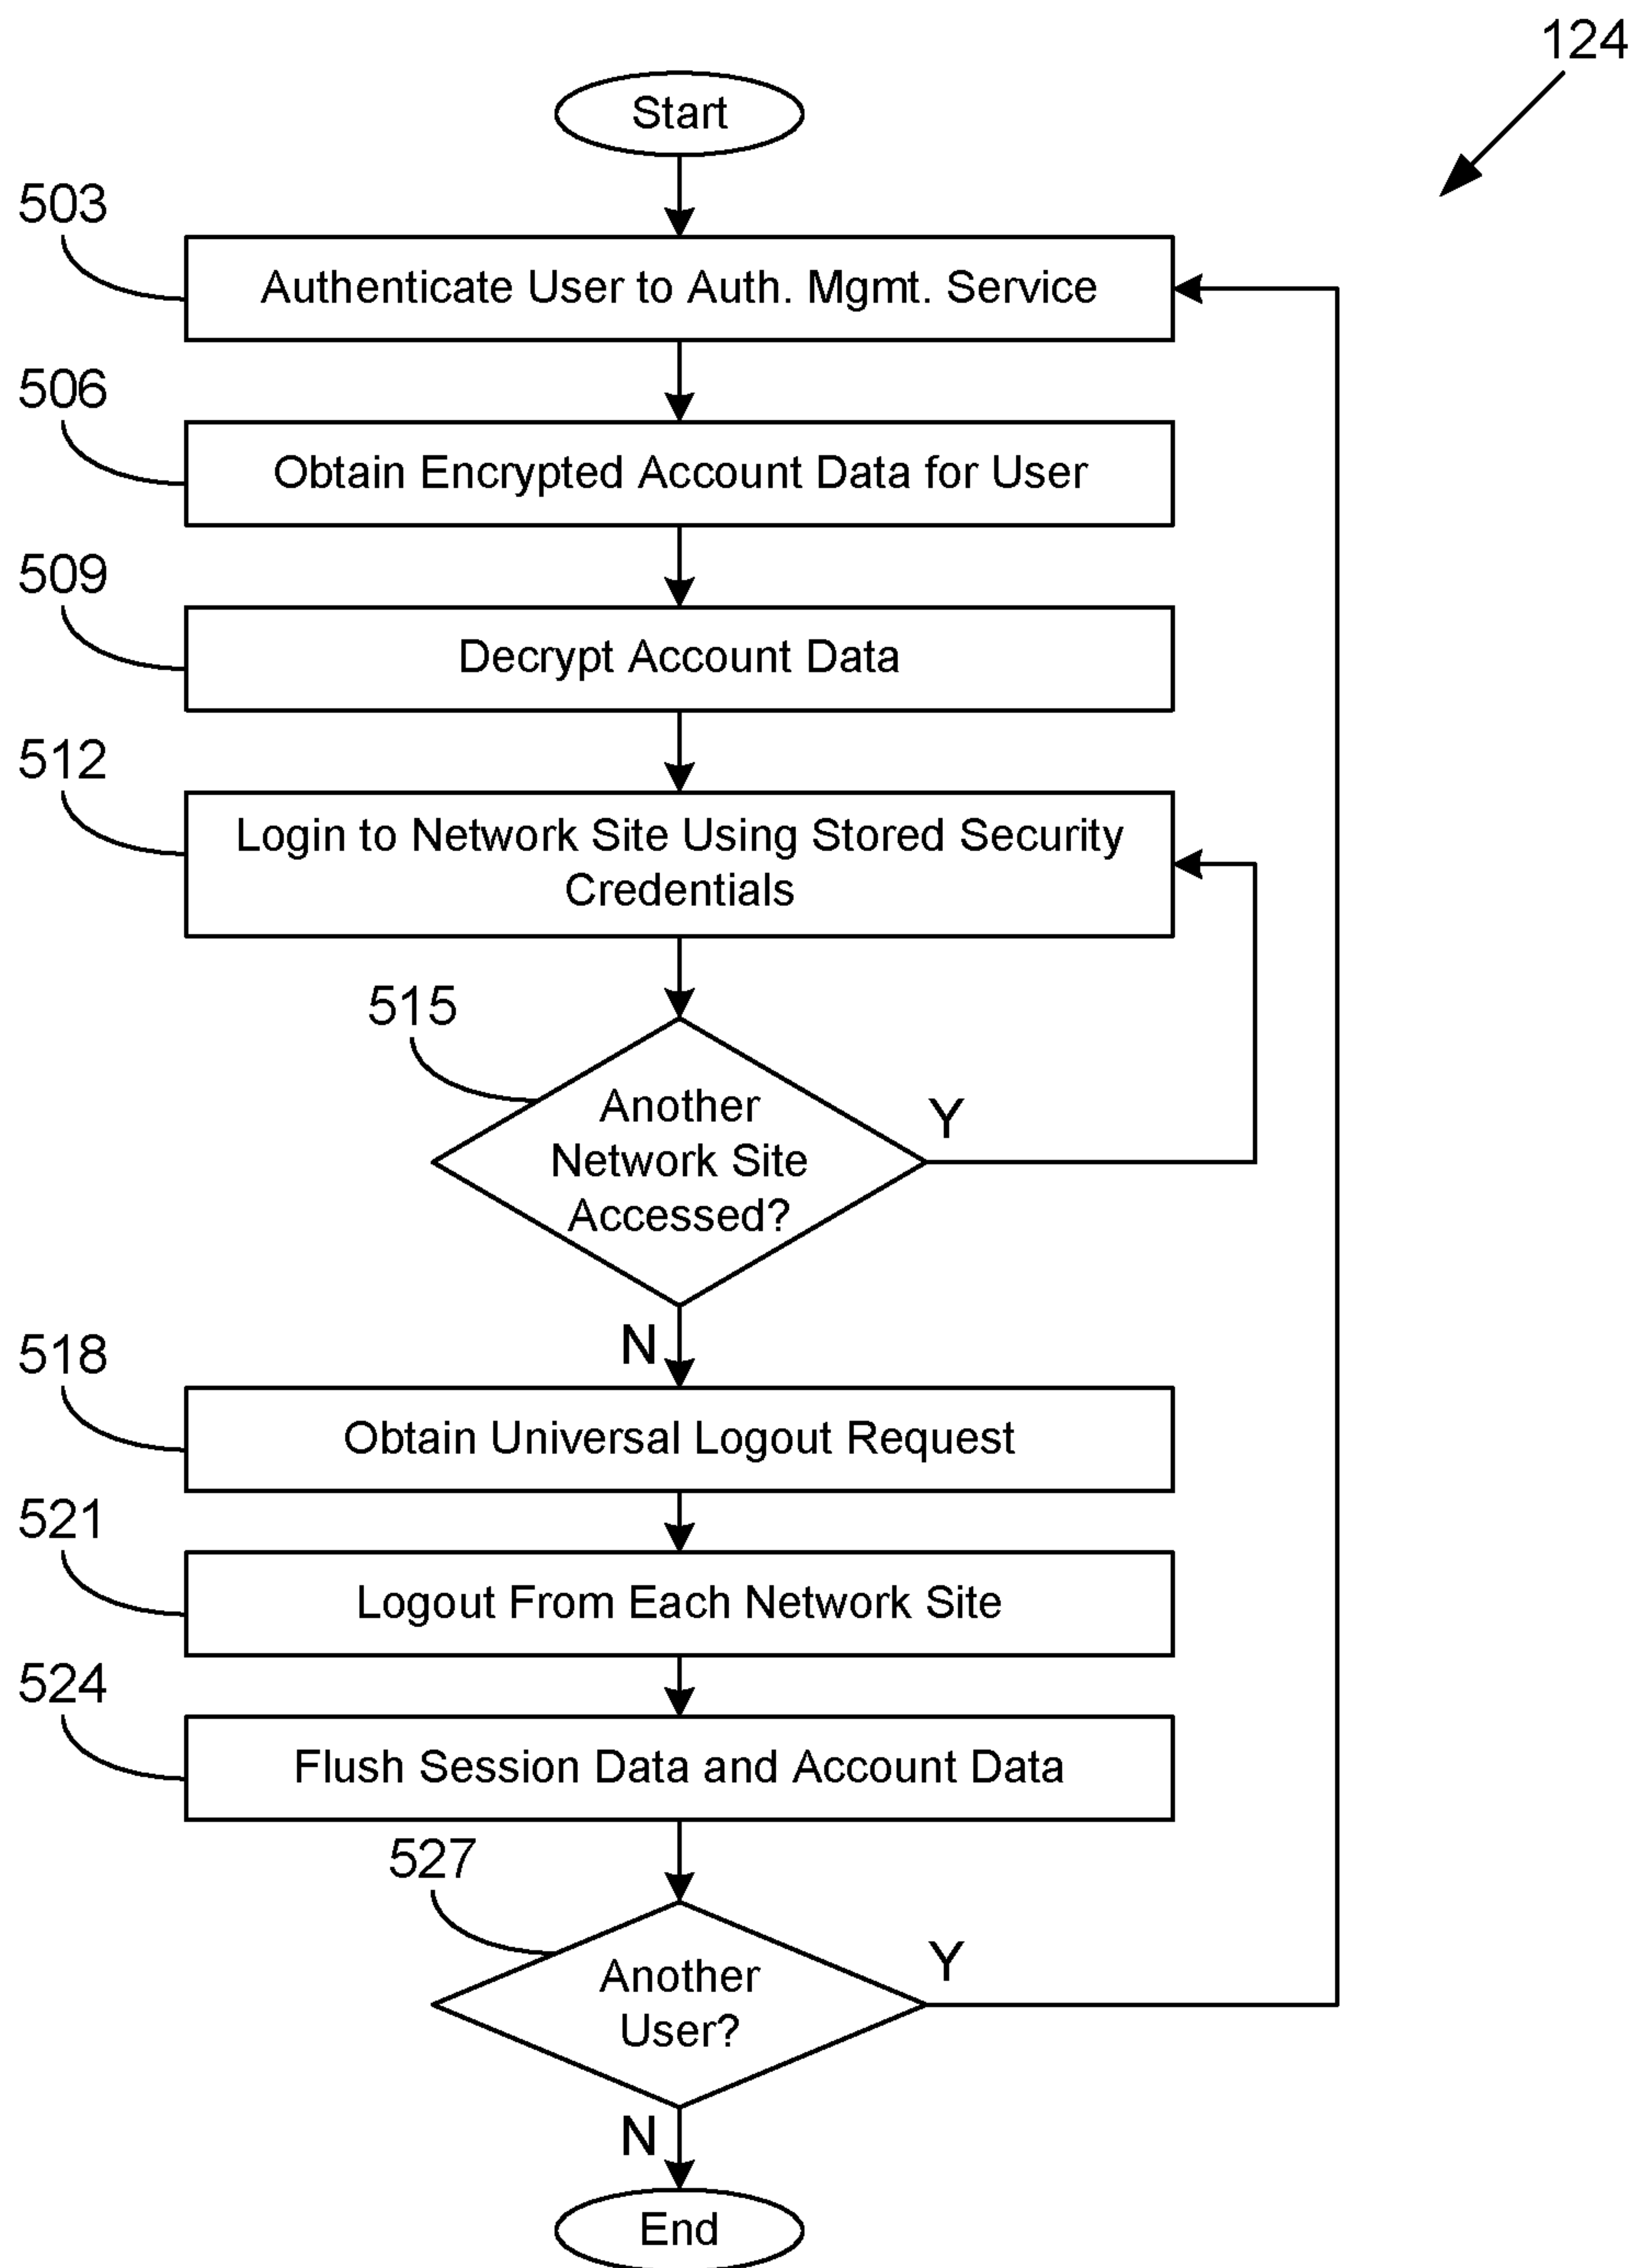 124
Start
503
Authenticate User to Auth. Mgmt. Service
506
Obtain Encrypted Account Data for User
509
Decrypt Account Data
512
Login to Network Site Using Stored Security
Credentials
515
Another
Network Site
Accessed?
Y
N
518
Obtain Universal Logout Request
521
Logout From Each Network Site
524
Flush Session Data and Account Data
527
Another
User?
Y
N
End